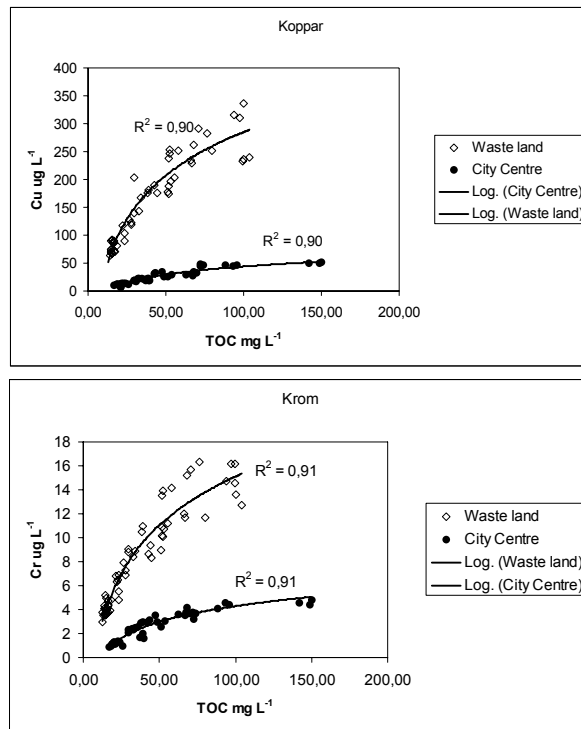 Koppar
400
350
300
250
200
150
100
50
0
Cu ug L⁻¹
R² = 0,90
R² = 0,90
0,00 50,00 100,00 150,00 200,00
TOC mg L⁻¹
Waste land
City Centre
Log. (City Centre)
Log. (Waste land)
Krom
18
16
14
12
10
8
6
4
2
0
Cr ug L⁻¹
R² = 0,91
R² = 0,91
0,00 50,00 100,00 150,00 200,00
TOC mg L⁻¹
Waste land
City Centre
Log. (Waste land)
Log. (City Centre)